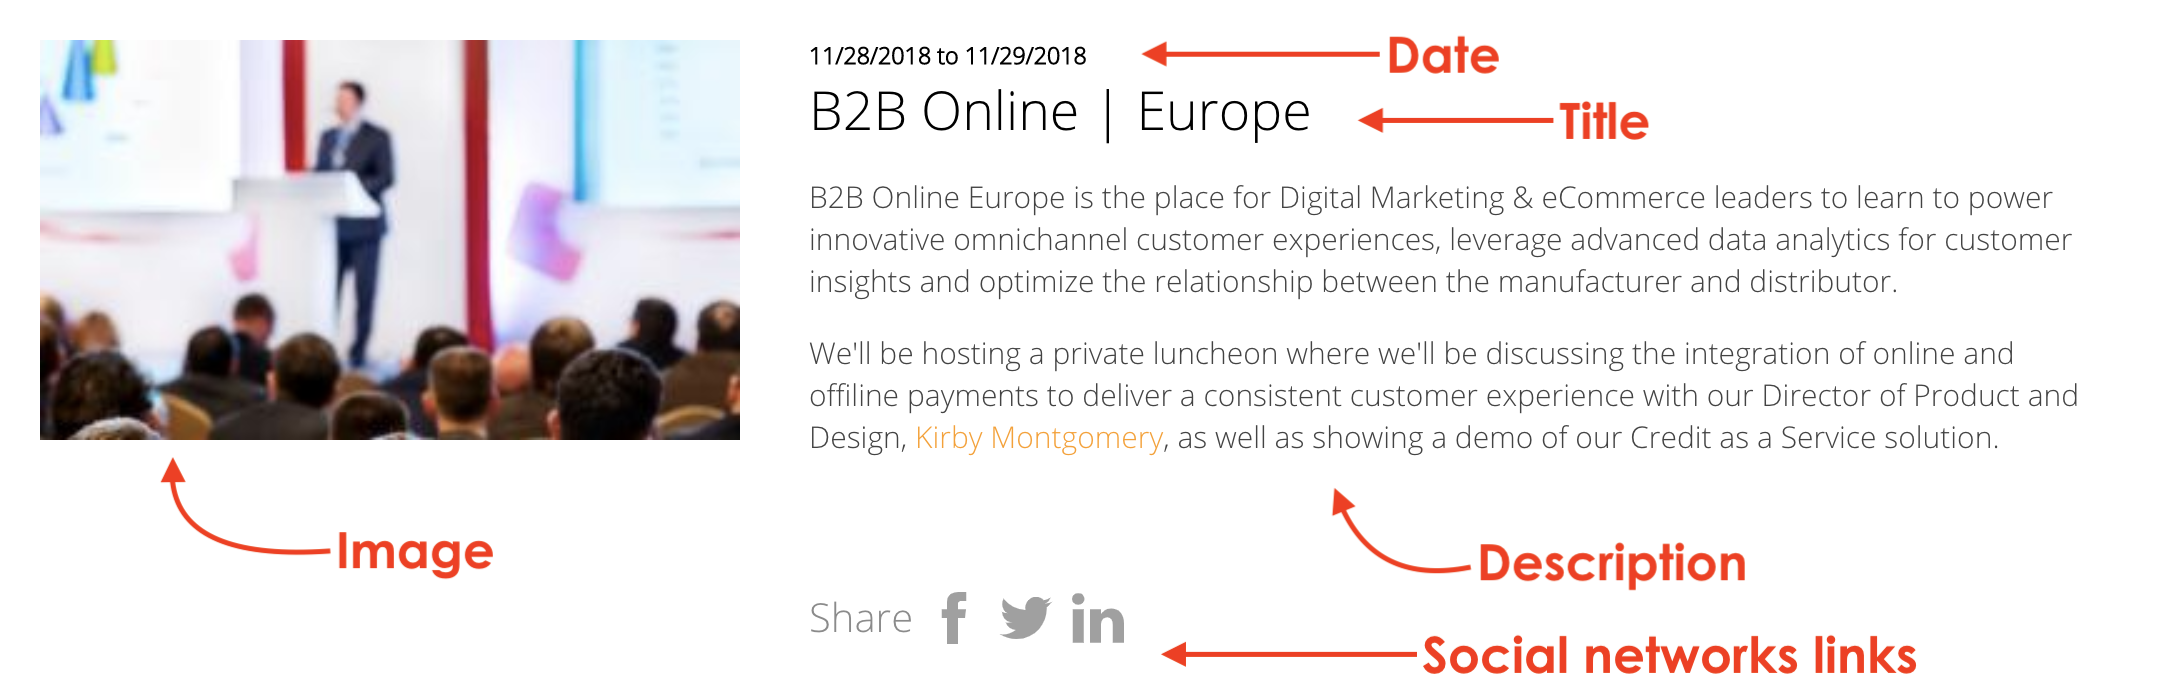 11/28/2018 to 11/29/2018
Date
B2B Online | Europe
Title
B2B Online Europe is the place for Digital Marketing & eCommerce leaders to learn to power
innovative omnichannel customer experiences, leverage advanced data analytics for customer
insights and optimize the relationship between the manufacturer and distributor.
We'll be hosting a private luncheon where we'll be discussing the integration of online and
offiline payments to deliver a consistent customer experience with our Director of Product and
Design, Kirby Montgomery, as well as showing a demo of our Credit as a Service solution.
Image
Description
Share f in
Social networks links